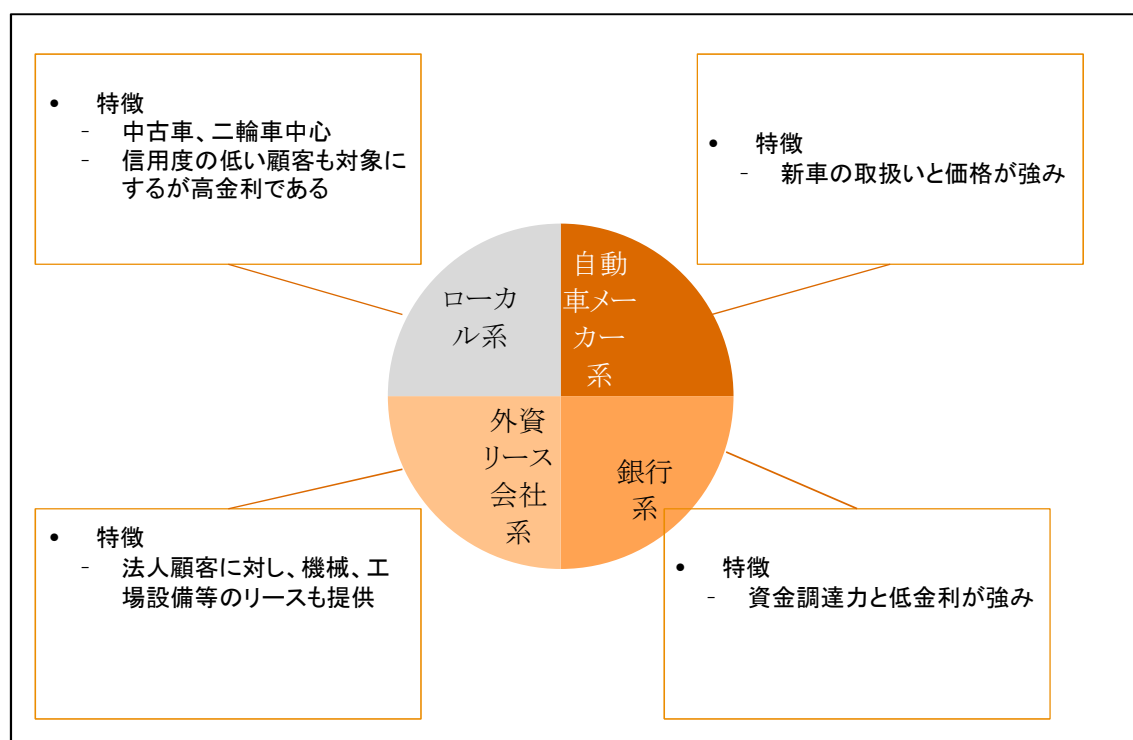 • 特徴
- 中古車、二輪車中心
- 信用度の低い顧客も対象に
するが高金利である
• 特徴
- 新車の取扱いと価格が強み
ローカ
ル系
自動
車メー
カー
系
外資
リース
会社
系
銀行
系
• 特徴
- 法人顧客に対し、機械、工
場設備等のリースも提供
• 特徴
- 資金調達力と低金利が強み